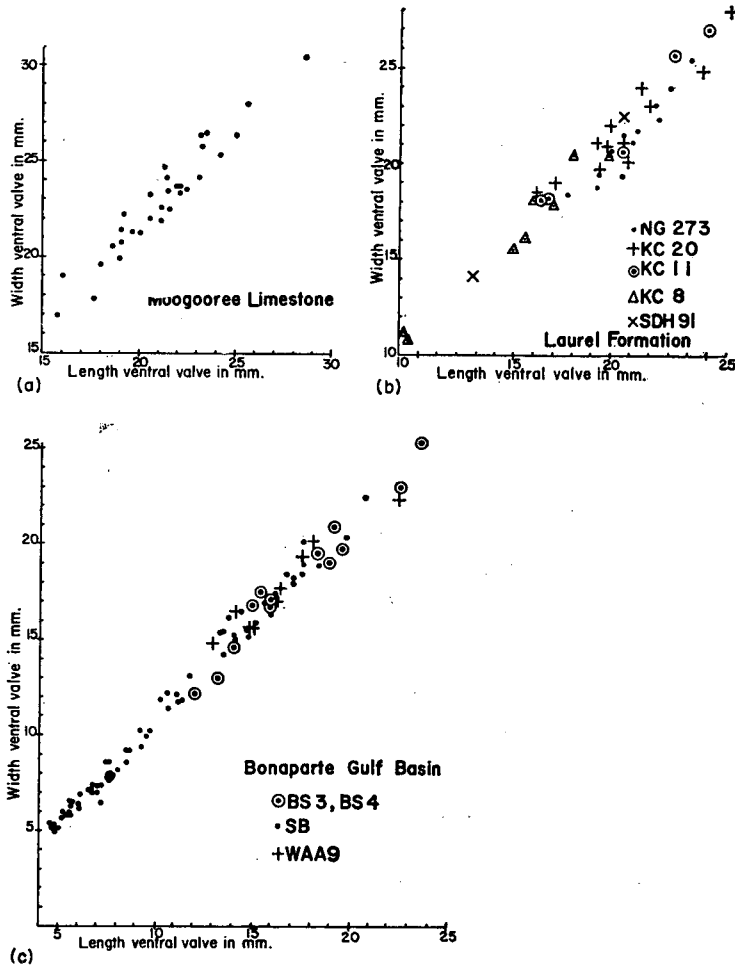 30
25
20
15
Width ventral valve in mm.
Moogooree Limestone
15
20
25
30
Length ventral valve in mm.
(a)
25
20
15
10
Width ventral valve in mm.
• NG 273
+ KC 20
⊙ KC 11
△ KC 8
× SDH 91
Laurel Formation
10
15
20
25
Length ventral valve in mm.
(b)
25
20
15
10
5
Width ventral valve in mm.
Bonaparte Gulf Basin
⊙ BS 3, BS 4
• SB
+ WAA9
5
10
15
20
25
Length ventral valve in mm.
(c)